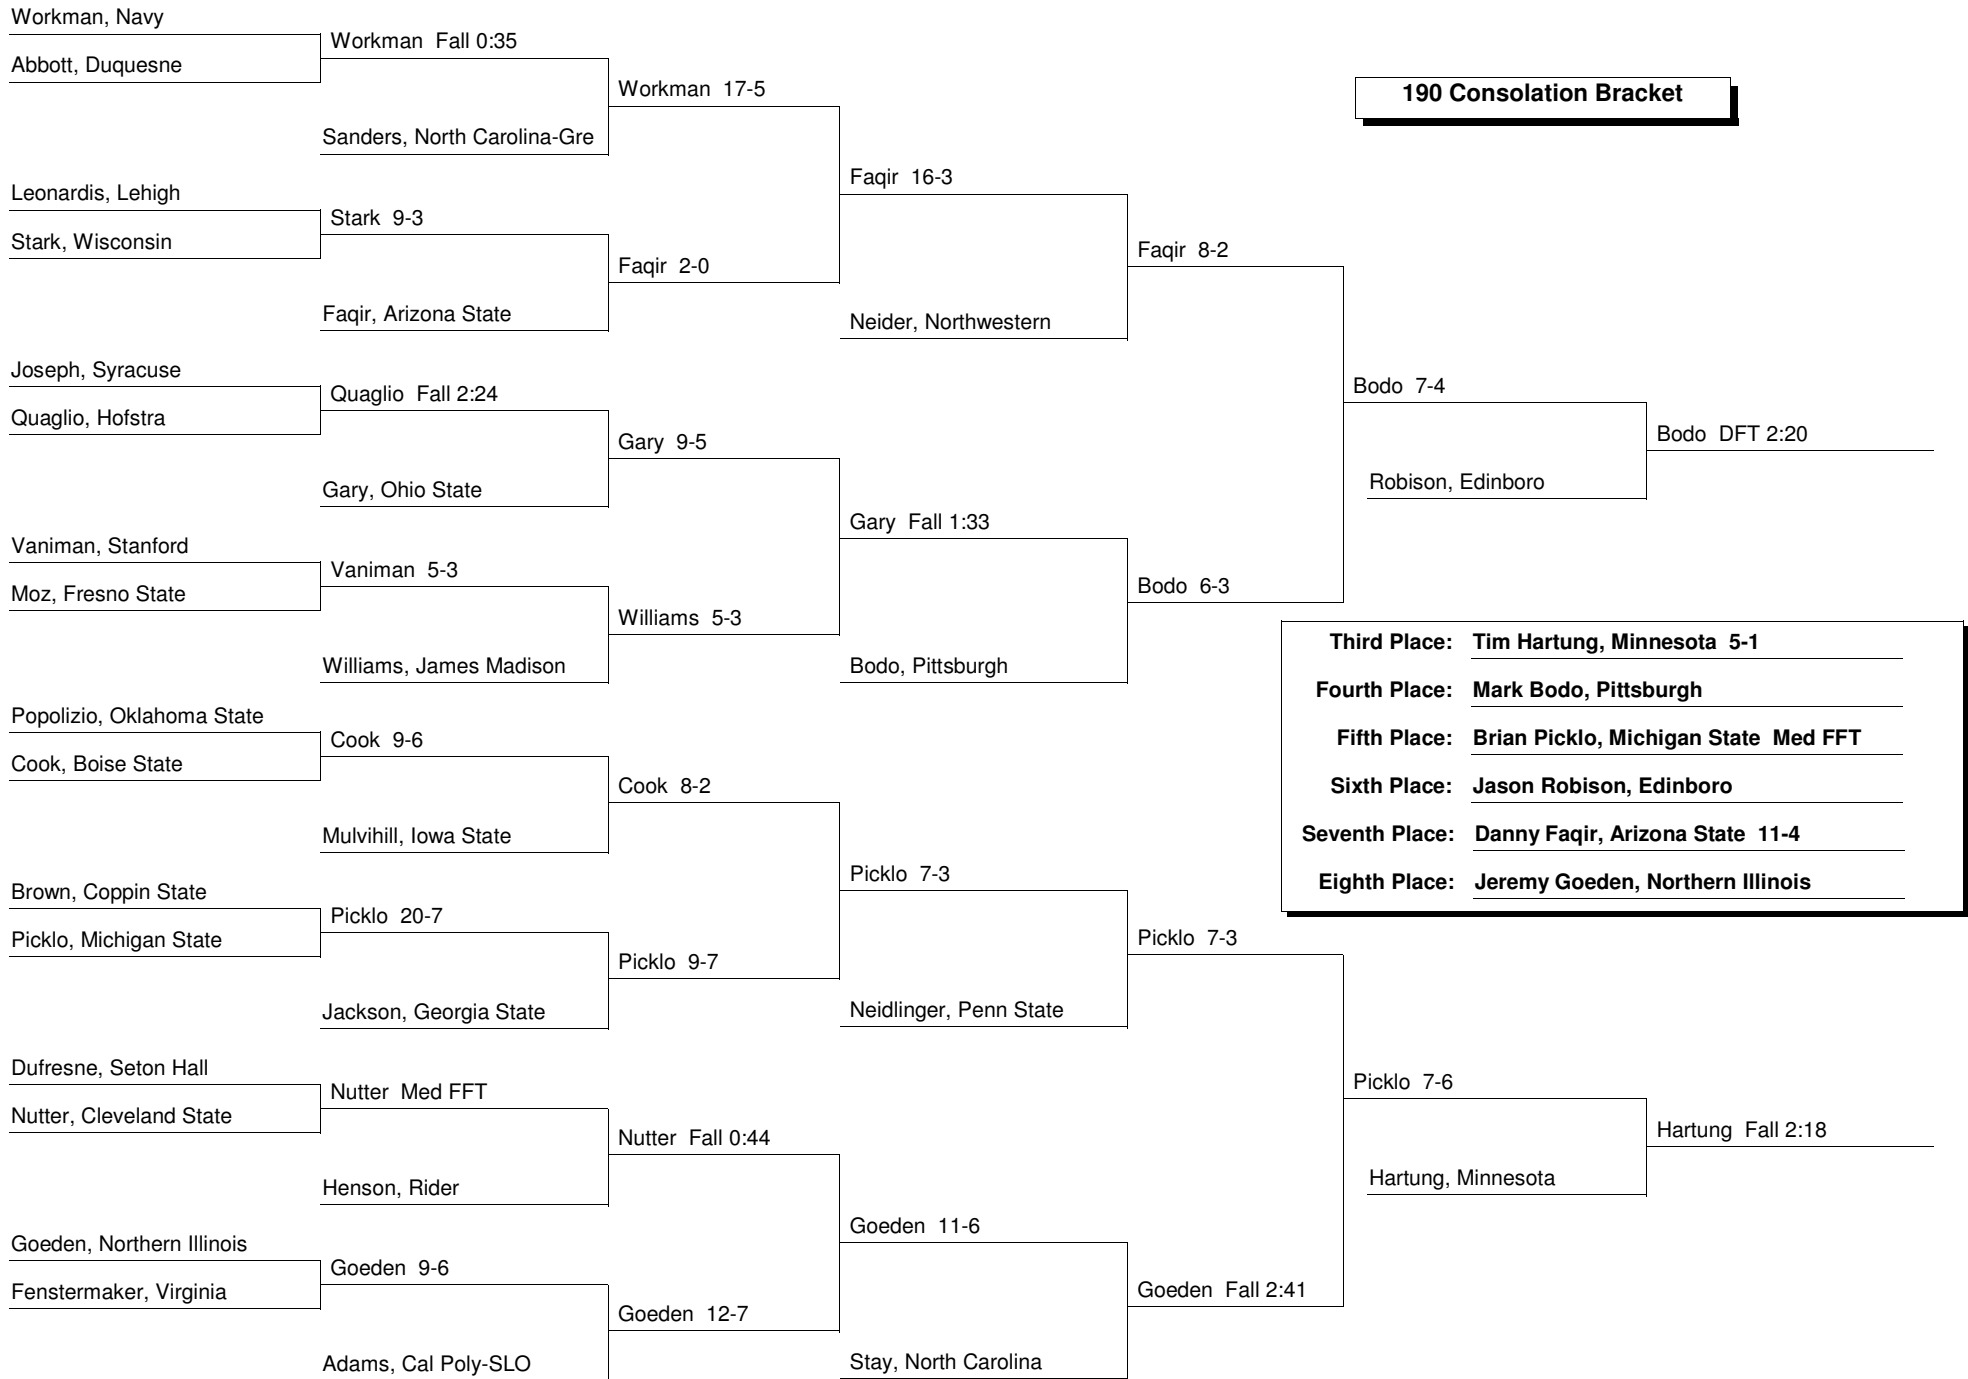 190 Consolation Bracket
Workman, Navy
Abbott, Duquesne
Leonardis, Lehigh
Stark, Wisconsin
Joseph, Syracuse
Quaglio, Hofstra
Vaniman, Stanford
Moz, Fresno State
Popolizio, Oklahoma State
Cook, Boise State
Brown, Coppin State
Picklo, Michigan State
Dufresne, Seton Hall
Nutter, Cleveland State
Goeden, Northern Illinois
Fenstermaker, Virginia
Workman Fall 0:35
Sanders, North Carolina-Gre
Stark 9-3
Faqir, Arizona State
Quaglio Fall 2:24
Gary, Ohio State
Vaniman 5-3
Williams, James Madison
Cook 9-6
Mulvihill, Iowa State
Picklo 20-7
Jackson, Georgia State
Nutter Med FFT
Henson, Rider
Goeden 9-6
Adams, Cal Poly-SLO
Workman 17-5
Faqir 2-0
Gary 9-5
Williams 5-3
Cook 8-2
Picklo 9-7
Nutter Fall 0:44
Goeden 12-7
Faqir 16-3
Neider, Northwestern
Gary Fall 1:33
Bodo, Pittsburgh
Picklo 7-3
Neidlinger, Penn State
Goeden 11-6
Stay, North Carolina
Faqir 8-2
Bodo 6-3
Picklo 7-3
Goeden Fall 2:41
Bodo 7-4
Robison, Edinboro
Picklo 7-6
Hartung, Minnesota
Bodo DFT 2:20
Hartung Fall 2:18
Third Place: Tim Hartung, Minnesota 5-1
Fourth Place: Mark Bodo, Pittsburgh
Fifth Place: Brian Picklo, Michigan State Med FFT
Sixth Place: Jason Robison, Edinboro
Seventh Place: Danny Faqir, Arizona State 11-4
Eighth Place: Jeremy Goeden, Northern Illinois